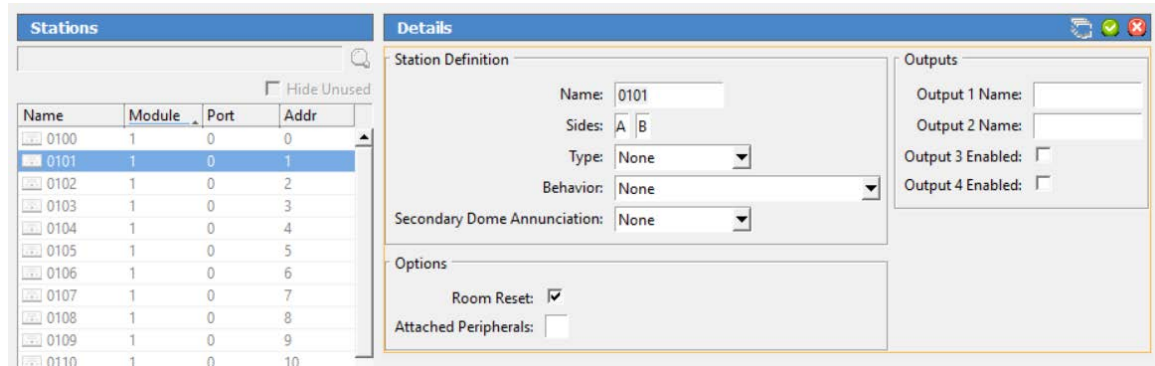 Stations
Hide Unused
Name Module Port Addr
0100 1 0 0
0101 1 0 1
0102 1 0 2
0103 1 0 3
0104 1 0 4
0105 1 0 5
0106 1 0 6
0107 1 0 7
0108 1 0 8
0109 1 0 9
0110 1 0 10
Details
Station Definition
Name: 0101
Sides: A B
Type: None
Behavior: None
Secondary Dome Annunciation: None
Options
Room Reset:
Attached Peripherals:
Outputs
Output 1 Name:
Output 2 Name:
Output 3 Enabled:
Output 4 Enabled: